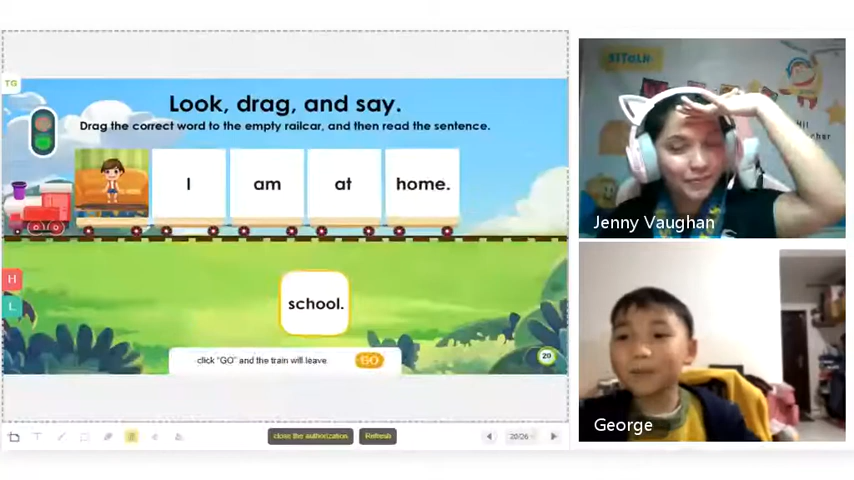 TG
Look, drag, and say.
Drag the correct word to the empty railcar, and then read the sentence.
I am at home.
H
L
school.
click "GO" and the train will leave.
GO
20
T
close the authorization
Refresh
20/26
51Talk
Jenny Vaughan
George